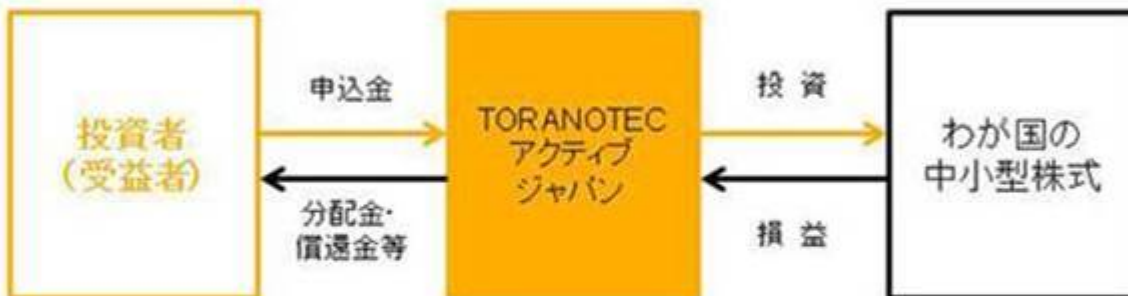 投資者
(受益者)
申込金
分配金・
償還金等
TORANOTEC
アクティブ
ジャパン
投資
損益
わが国の
中小型株式